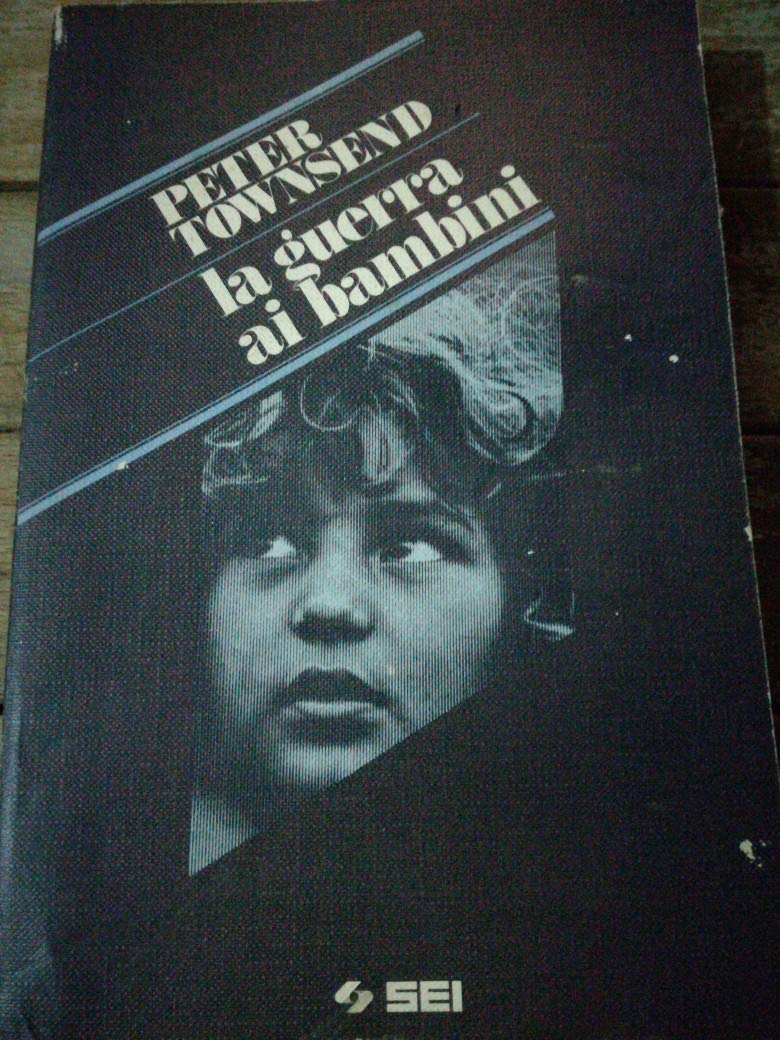 PETER
TOWNSEND
la guerra
ai bambini
SEI